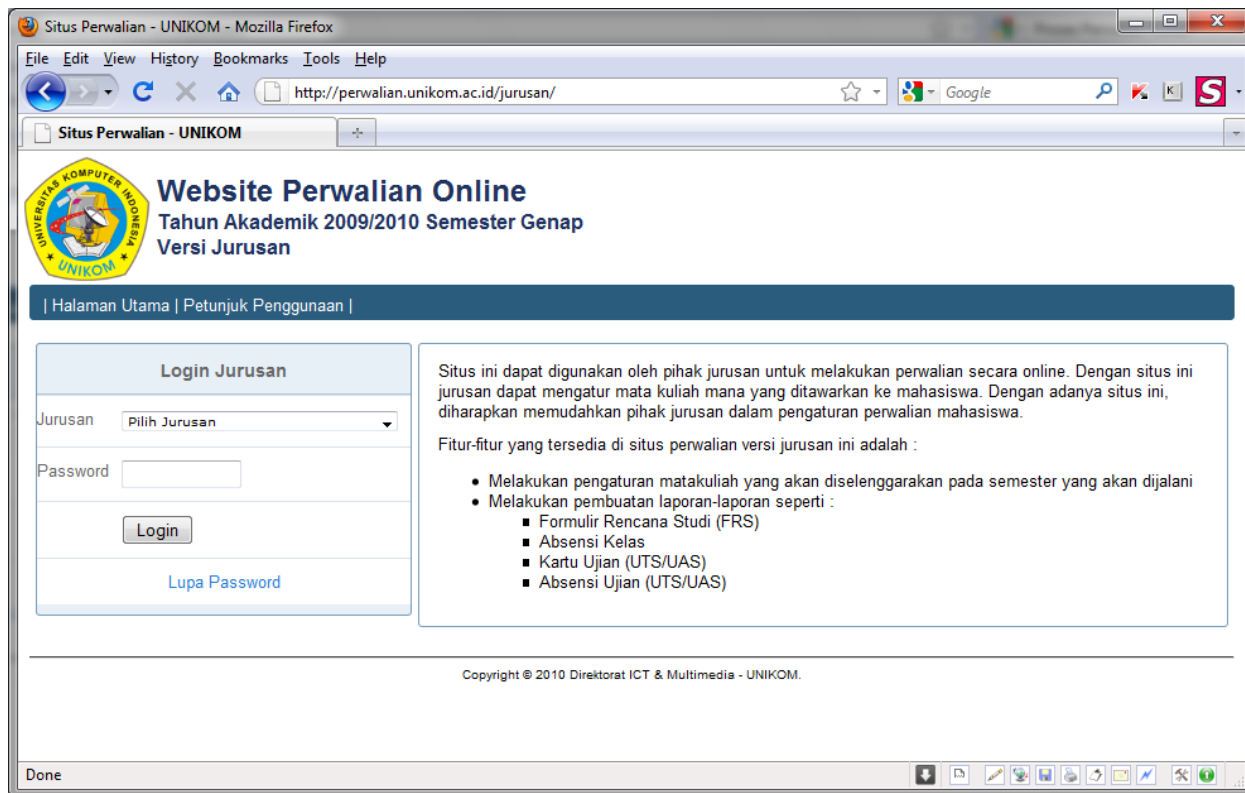 Situs Perwalian - UNIKOM - Mozilla Firefox
File Edit View History Bookmarks Tools Help
http://perwalian.unikom.ac.id/jurusan/
Google
K
S
Situs Perwalian - UNIKOM
UNIVERSITAS KOMPUTER INDONESIA
UNIKOM
Website Perwalian Online
Tahun Akademik 2009/2010 Semester Genap
Versi Jurusan
| Halaman Utama | Petunjuk Penggunaan |
Login Jurusan
Jurusan Pilih Jurusan
Password
Login
Lupa Password
Situs ini dapat digunakan oleh pihak jurusan untuk melakukan perwalian secara online. Dengan situs ini
jurusan dapat mengatur mata kuliah mana yang ditawarkan ke mahasiswa. Dengan adanya situs ini,
diharapkan memudahkan pihak jurusan dalam pengaturan perwalian mahasiswa.
Fitur-fitur yang tersedia di situs perwalian versi jurusan ini adalah :
Melakukan pengaturan matakuliah yang akan diselenggarakan pada semester yang akan dijalani
Melakukan pembuatan laporan-laporan seperti :
Formulir Rencana Studi (FRS)
Absensi Kelas
Kartu Ujian (UTS/UAS)
Absensi Ujian (UTS/UAS)
Copyright © 2010 Direktorat ICT & Multimedia - UNIKOM.
Done